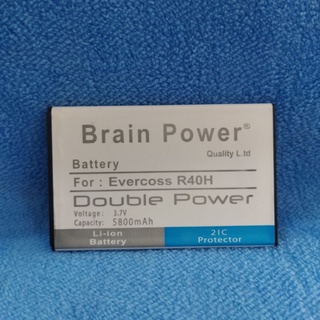 Brain Power®
Quality L.td
Battery
For : Evercoss R40H
Double Power
Voltage : 3.7V
Capacity: 5800mAh
Li-ion Battery
2IC Protector